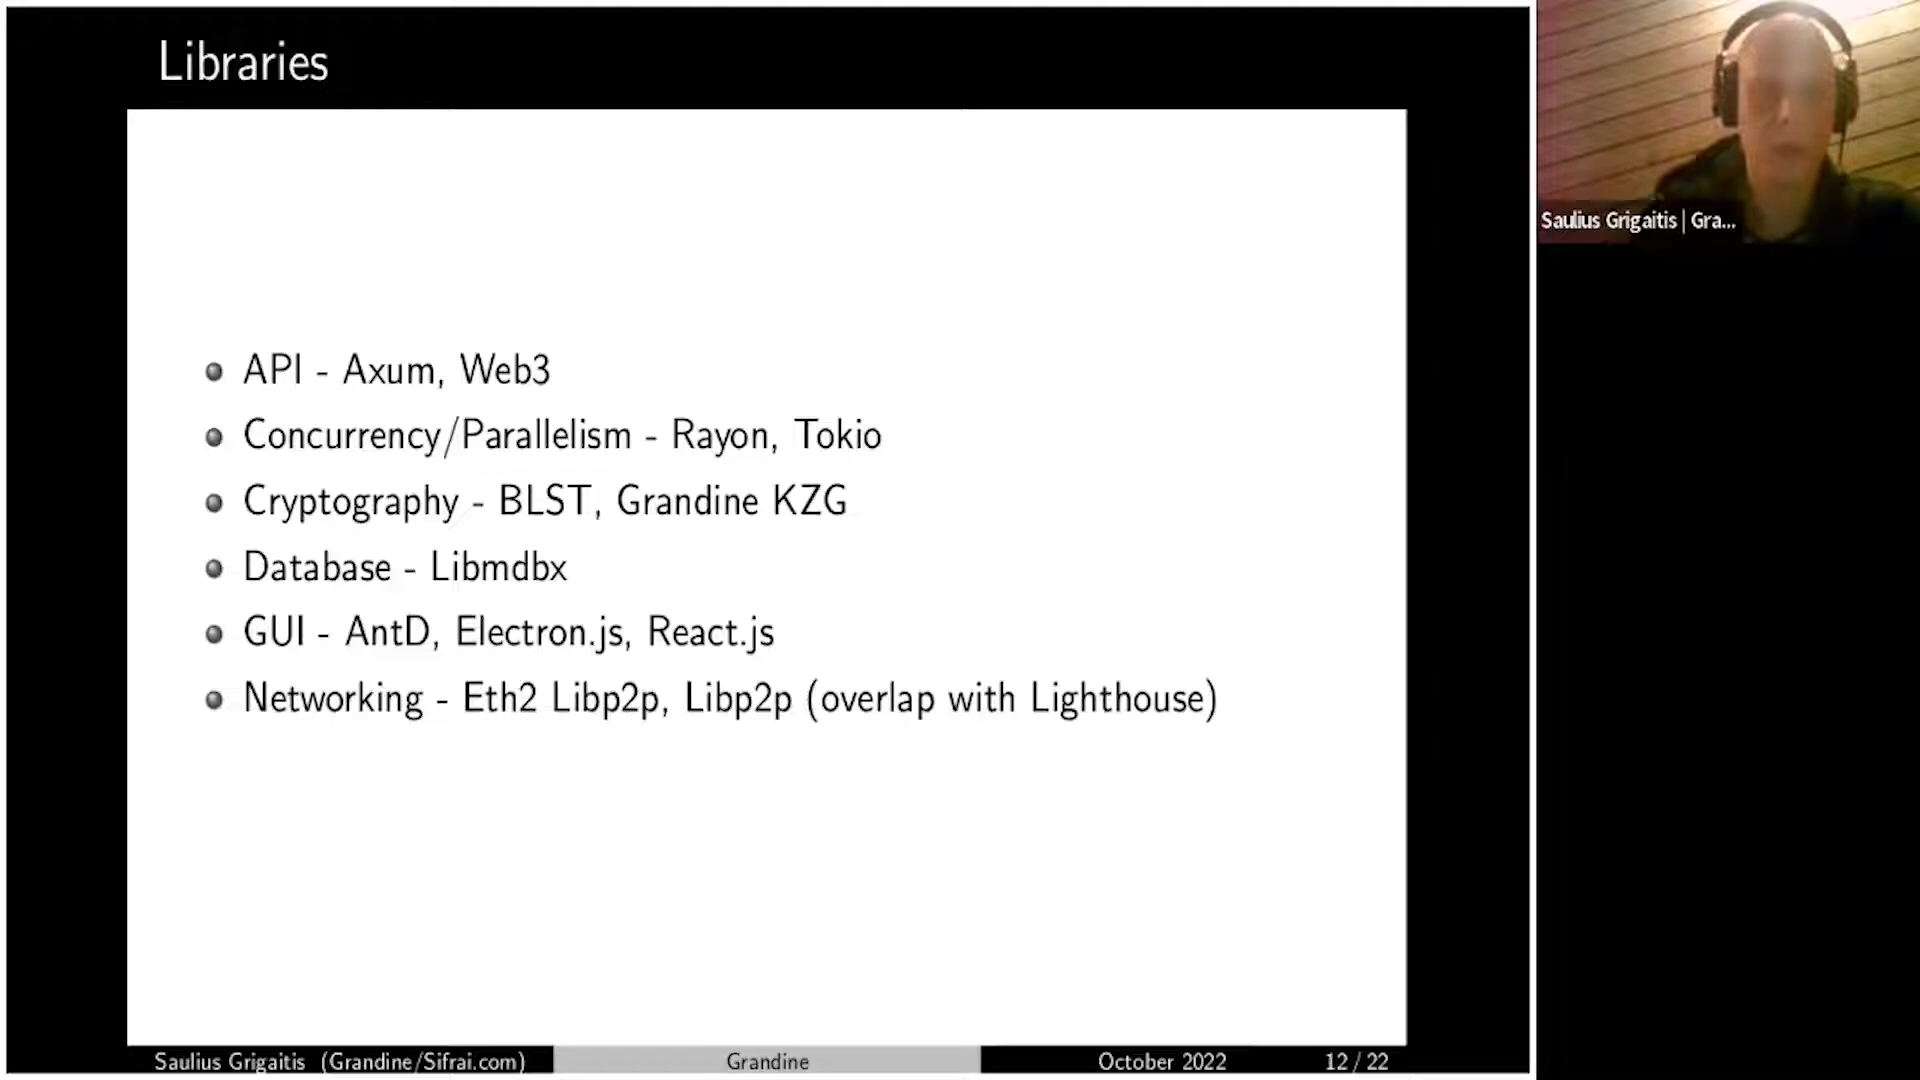 Libraries
API - Axum, Web3
Concurrency/Parallelism - Rayon, Tokio
Cryptography - BLST, Grandine KZG
Database - Libmdbx
GUI - AntD, Electron.js, React.js
Networking - Eth2 Libp2p, Libp2p (overlap with Lighthouse)
Saulius Grigaitis (Grandine/Sifrai.com)
Grandine
October 2022
12 / 22
Saulius Grigaitis | Gra...